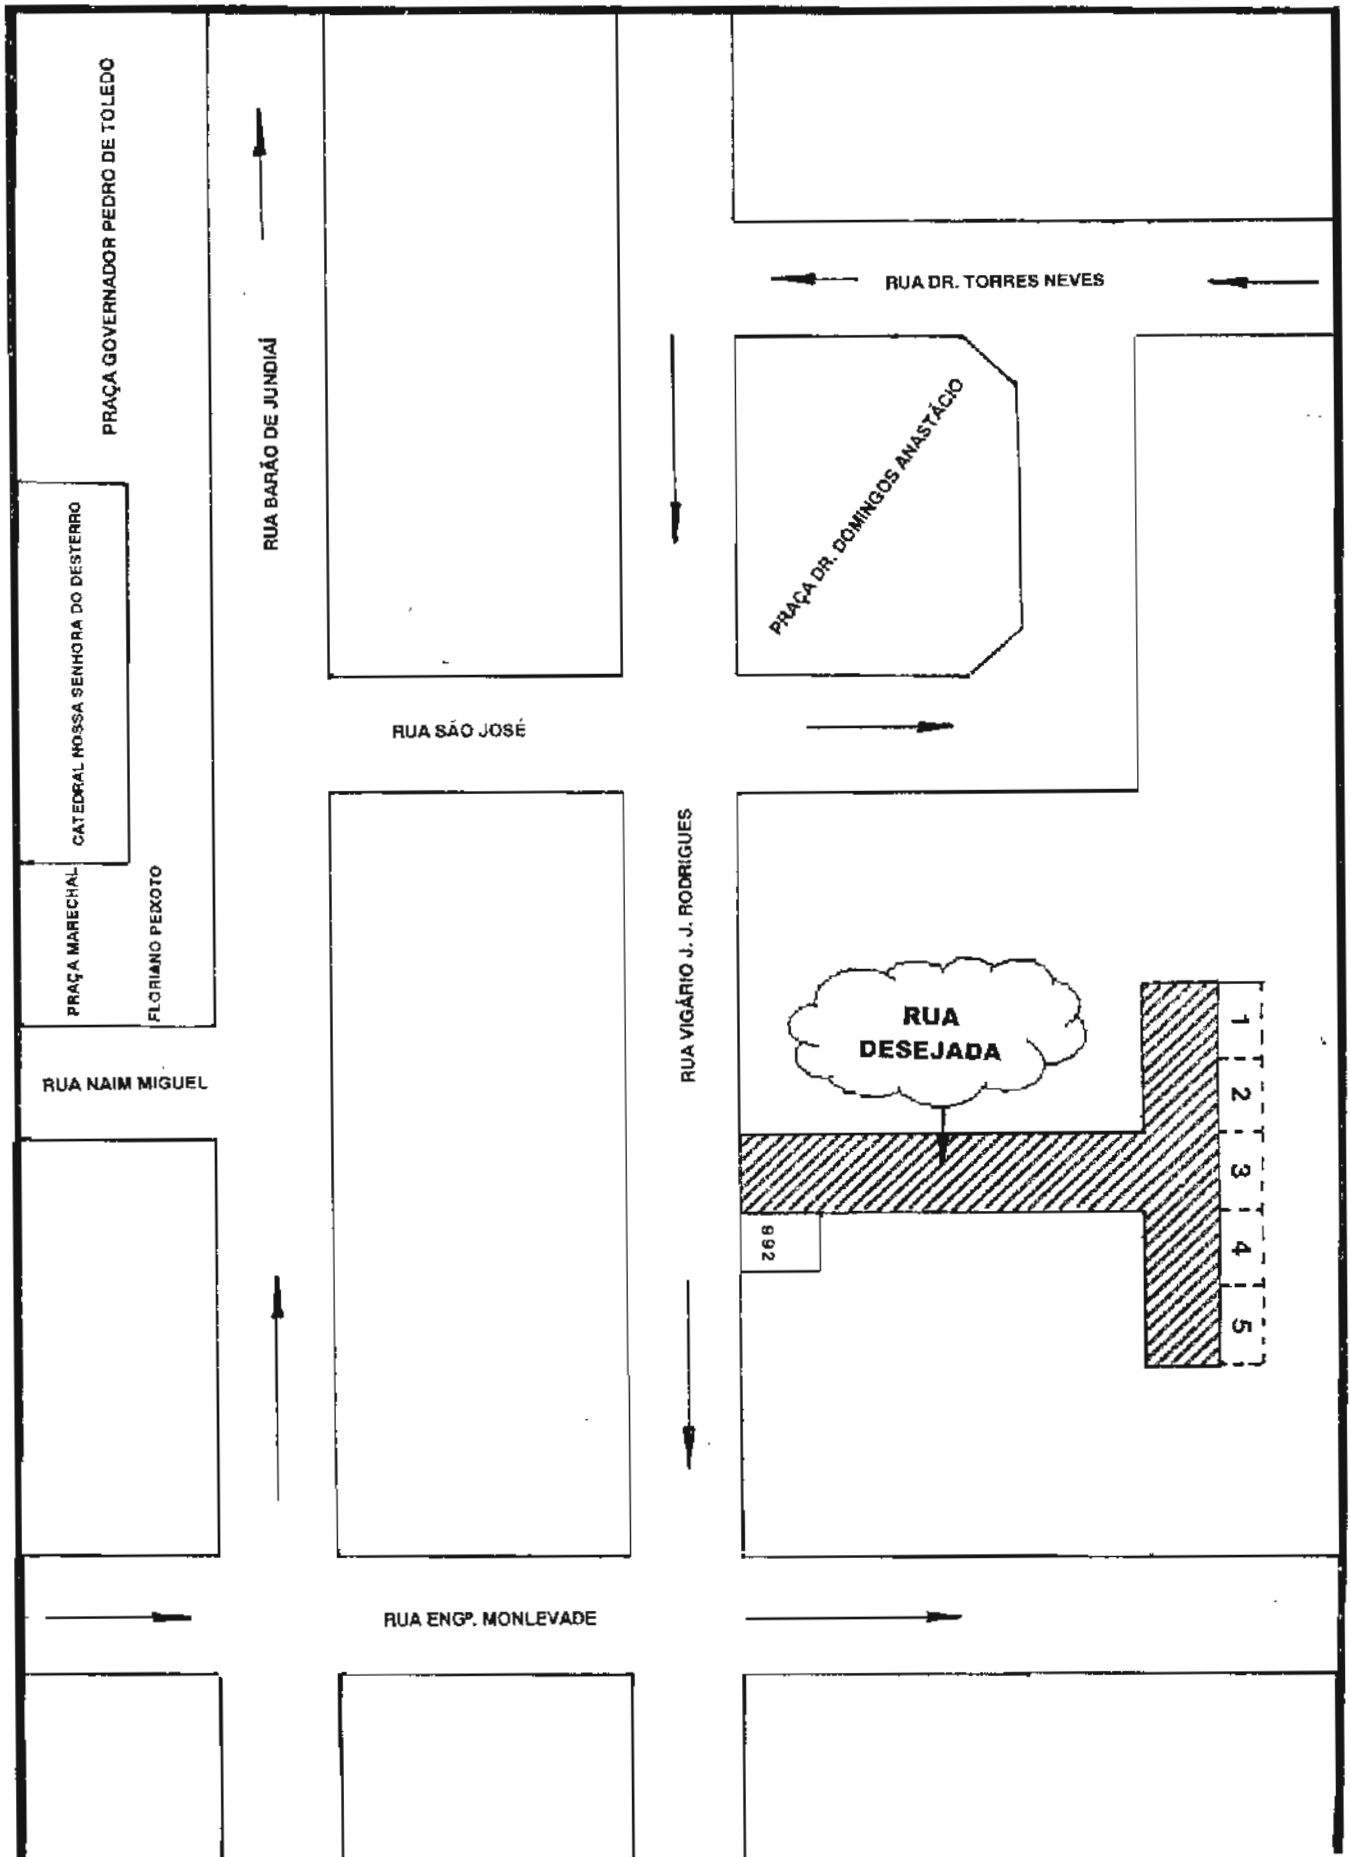 PRAÇA GOVERNADOR PEDRO DE TOLEDO
RUA BARÃO DE JUNDIAÍ
RUA DR. TORRES NEVES
PRAÇA DR. DOMINGOS ANASTÁCIO
CATEDRAL NOSSA SENHORA DO DESTERRO
RUA SÃO JOSÉ
PRAÇA MARECHAL
FLORIANO PEIXOTO
RUA VIGÁRIO J. J. RODRIGUES
RUA NAIM MIGUEL
RUA
DESEJADA
1
2
3
4
5
892
RUA ENGº. MONLEVADE